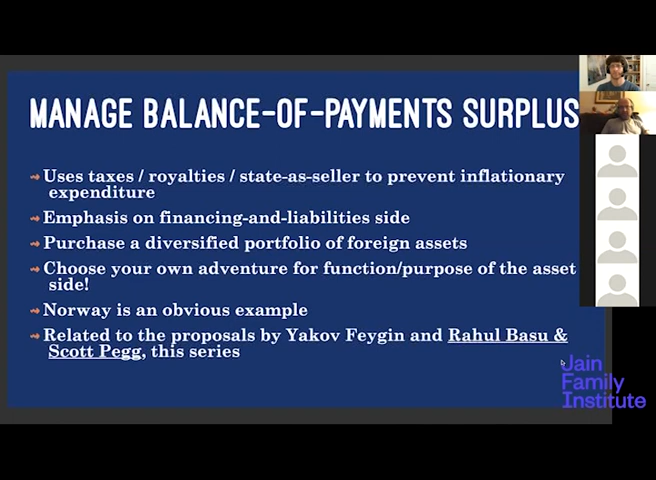 MANAGE BALANCE-OF-PAYMENTS SURPLUS
Uses taxes / royalties / state-as-seller to prevent inflationary
expenditure
Emphasis on financing-and-liabilities side
Purchase a diversified portfolio of foreign assets
Choose your own adventure for function/purpose of the asset
side!
Norway is an obvious example
Related to the proposals by Yakov Feygin and Rahul Basu &
Scott Pegg, this series
Jain
Family
Institute